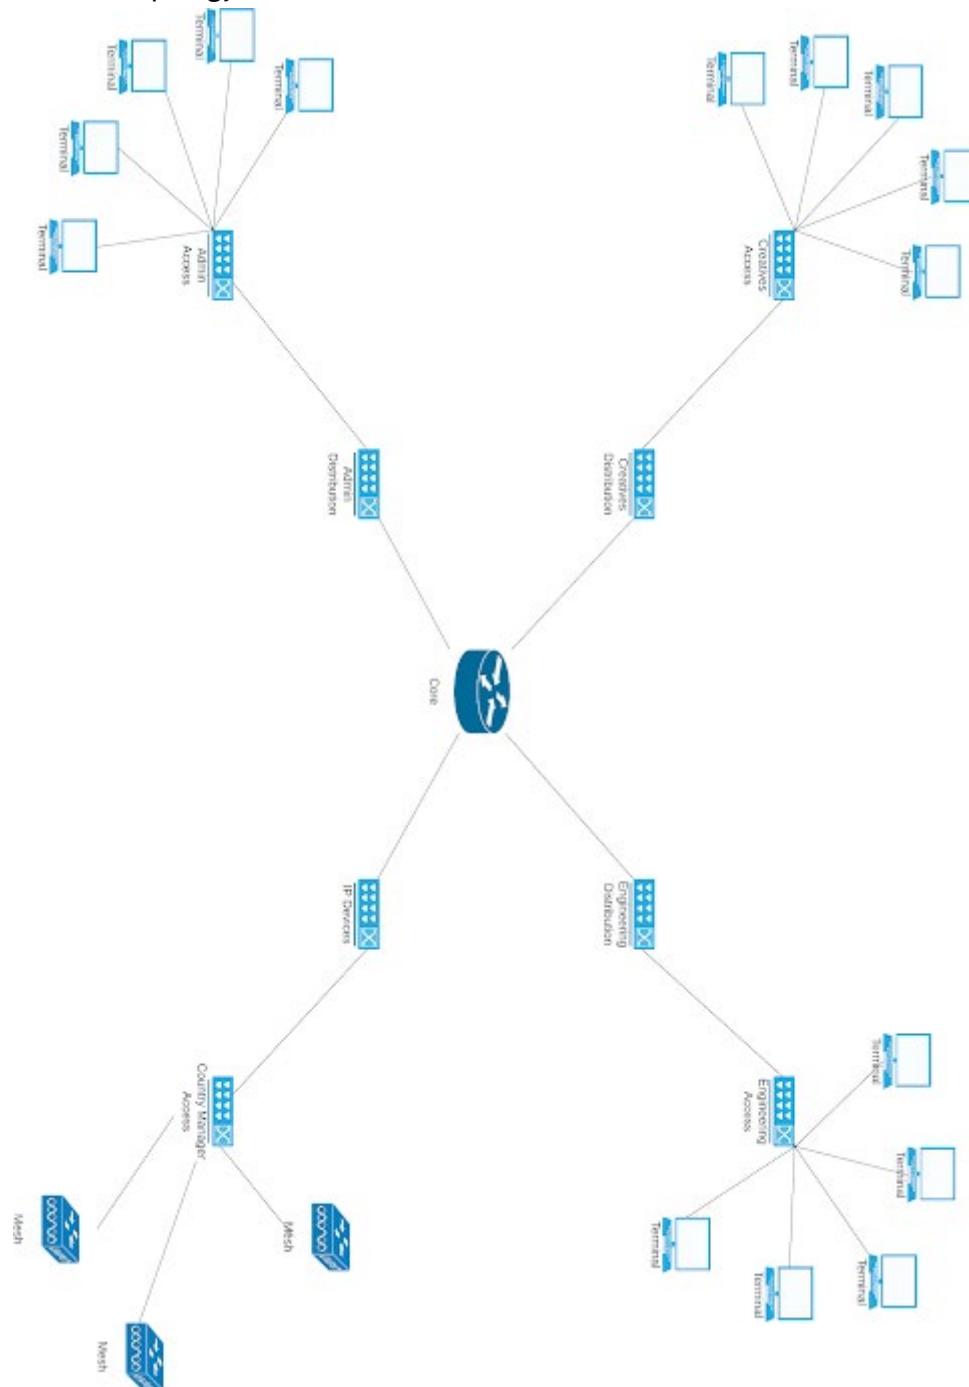 Terminal
Terminal
Terminal
Terminal
Terminal
Admin
Access
Terminal
Terminal
Terminal
Terminal
Terminal
Creatives
Access
Admin
Distribution
Creatives
Distribution
Core
IP Devices
Engineering
Distribution
Country Manager
Access
Mesh
Mesh
Mesh
Engineering
Access
Terminal
Terminal
Terminal
Terminal
Terminal